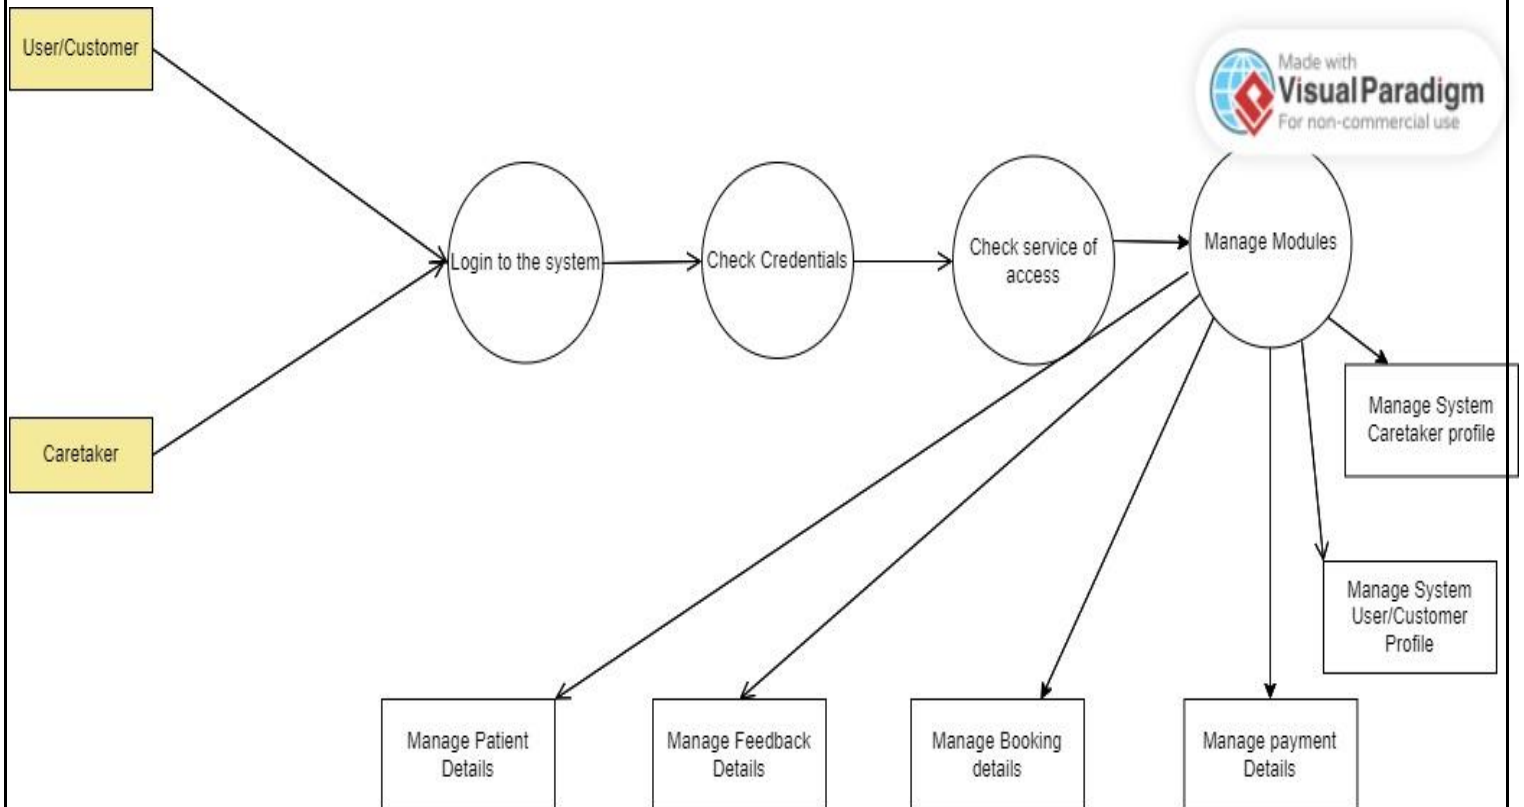 User/Customer
Made with
Visual Paradigm
For non-commercial use
Login to the system
Check Credentials
Check service of
access
Manage Modules
Caretaker
Manage System
Caretaker profile
Manage System
User/Customer
Profile
Manage Patient
Details
Manage Feedback
Details
Manage Booking
details
Manage payment
Details